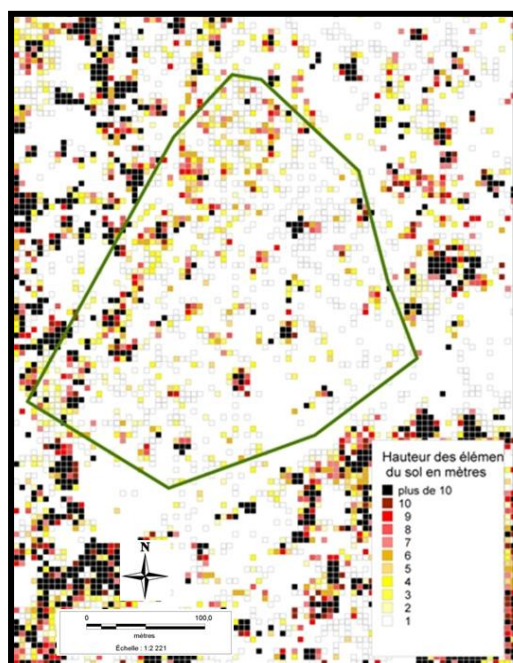 Hauteur des élémen
du sol en mètres
plus de 10
10
9
8
7
6
5
4
3
2
1
N
0 100,0
mètres
Échelle : 1:2 221